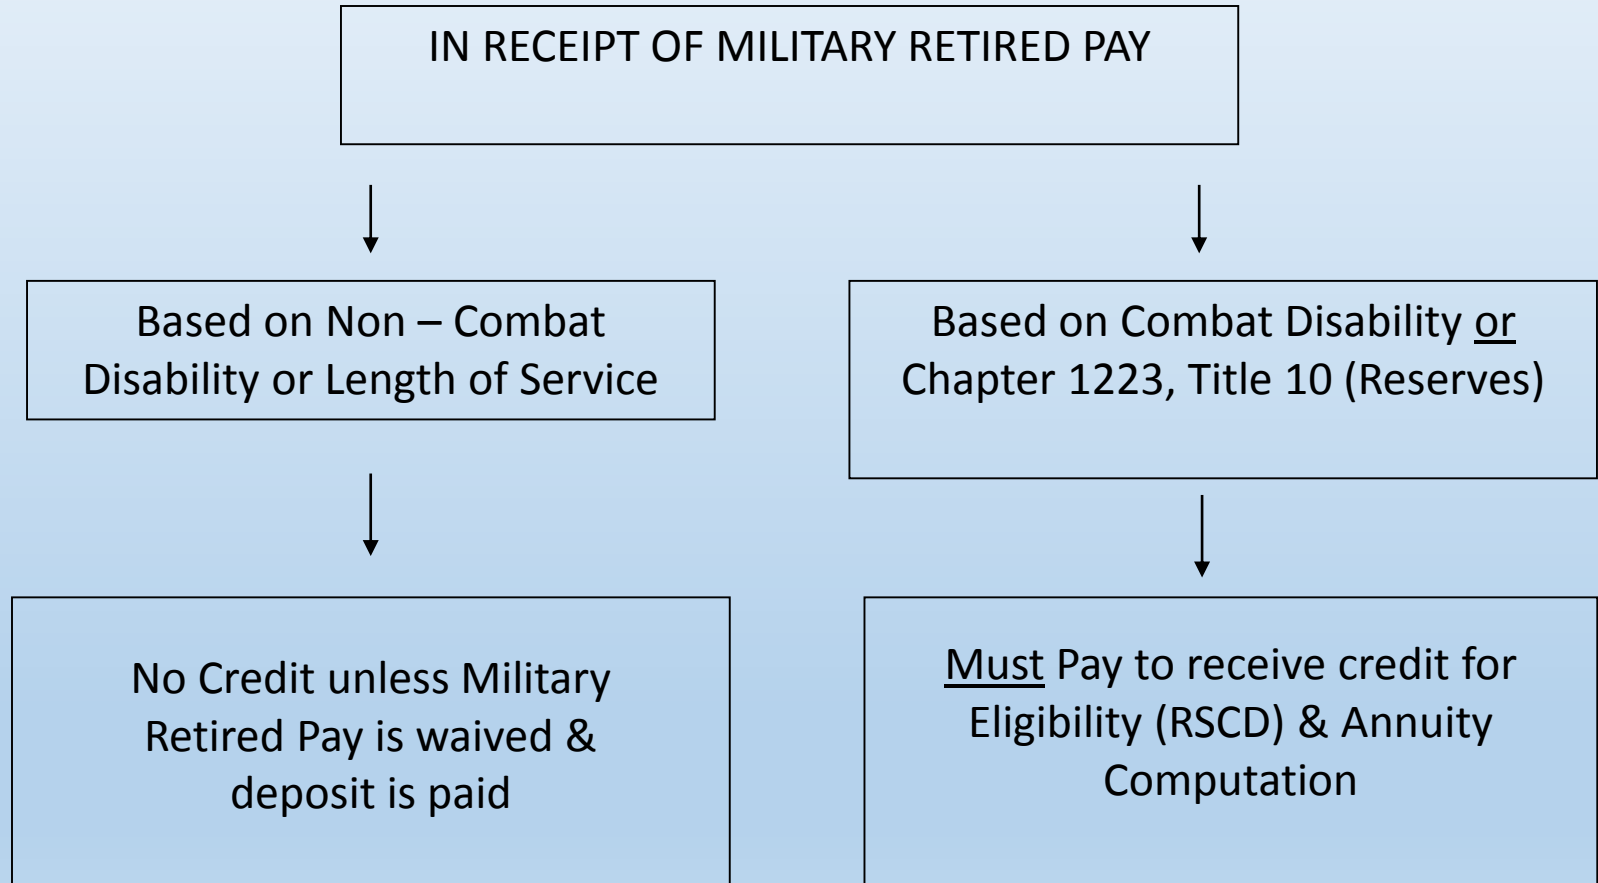 IN RECEIPT OF MILITARY RETIRED PAY
Based on Non – Combat
Disability or Length of Service
Based on Combat Disability or
Chapter 1223, Title 10 (Reserves)
No Credit unless Military
Retired Pay is waived &
deposit is paid
Must Pay to receive credit for
Eligibility (RSCD) & Annuity
Computation